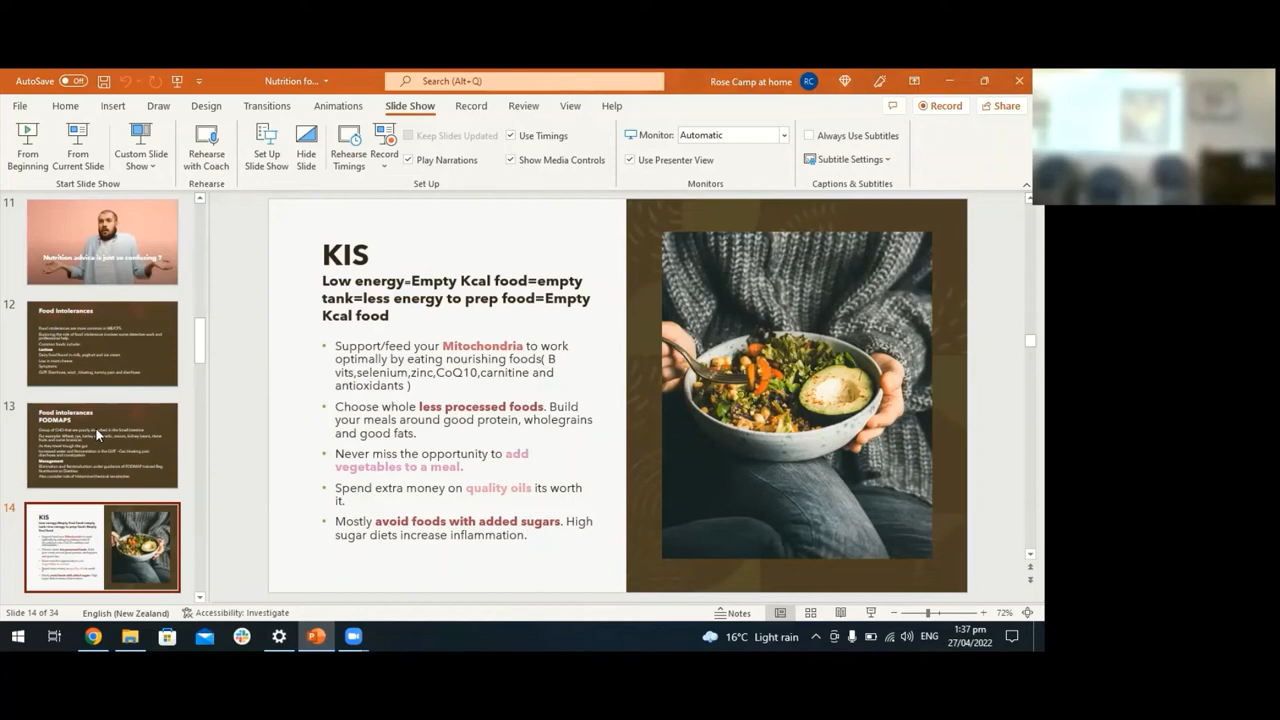 AutoSave Off
Nutrition fo...
Search (Alt+Q)
Rose Camp at home RC
File Home Insert Draw Design Transitions Animations Slide Show Record Review View Help
Record Share
From Beginning
From Current Slide
Custom Slide Show
Rehearse with Coach
Set Up Slide Show
Hide Slide
Rehearse Timings
Record
Keep Slides Updated
Play Narrations
Use Timings
Show Media Controls
Monitor: Automatic
Use Presenter View
Always Use Subtitles
Subtitle Settings
Start Slide Show Rehearse Set Up Monitors Captions & Subtitles
11
Nutrition advice is just so confusing ?
12
Food Intolerances
13
Food intolerances
FODMAPS
Management
14
KIS
KIS
Low energy=Empty Kcal food=empty
tank=less energy to prep food=Empty
Kcal food
• Support/feed your Mitochondria to work
optimally by eating nourishing foods( B
vits,selenium,zinc,CoQ10,carnitine and
antioxidants )
• Choose whole less processed foods. Build
your meals around good protein, wholegrains
and good fats.
• Never miss the opportunity to add
vegetables to a meal.
• Spend extra money on quality oils its worth
it.
• Mostly avoid foods with added sugars. High
sugar diets increase inflammation.
Slide 14 of 34 English (New Zealand) Accessibility: Investigate Notes 72%
16°C Light rain ENG
1:37 pm
27/04/2022